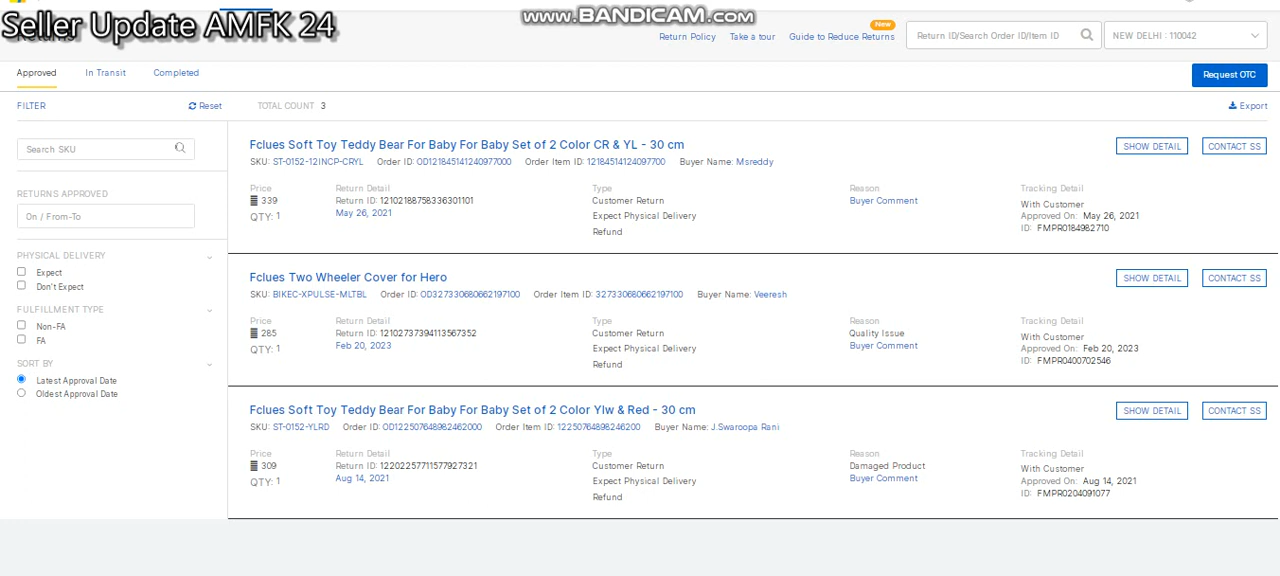 www.BANDICAM.com
Seller Update AMFK 24
Returns
New
Return Policy Take a tour Guide to Reduce Returns Return ID/Search Order ID/Item ID NEW DELHI : 110042
Approved In Transit Completed Request OTC
FILTER Reset TOTAL COUNT 3 Export
Search SKU
RETURNS APPROVED
On / From-To
PHYSICAL DELIVERY
Expect
Don't Expect
FULFILLMENT TYPE
Non-FA
FA
SORT BY
Latest Approval Date
Oldest Approval Date
Fclues Soft Toy Teddy Bear For Baby For Baby Set of 2 Color CR & YL - 30 cm SHOW DETAIL CONTACT SS
SKU: ST-0152-12INCP-CRYL Order ID: OD121845141240977000 Order Item ID: 12184514124097700 Buyer Name: Msreddy
Price Return Detail Type Reason Tracking Detail
339 Return ID: 12102188758336301101 Customer Return Buyer Comment With Customer
QTY: 1 May 26, 2021 Expect Physical Delivery Approved On: May 26, 2021
Refund ID: FMPR0184982710
Fclues Two Wheeler Cover for Hero SHOW DETAIL CONTACT SS
SKU: BIKEC-XPULSE-MLTBL Order ID: OD327330680662197100 Order Item ID: 327330680662197100 Buyer Name: Veeresh
Price Return Detail Type Reason Tracking Detail
285 Return ID: 12102737394113567352 Customer Return Quality Issue With Customer
QTY: 1 Feb 20, 2023 Expect Physical Delivery Buyer Comment Approved On: Feb 20, 2023
Refund ID: FMPR0400702546
Fclues Soft Toy Teddy Bear For Baby For Baby Set of 2 Color Ylw & Red - 30 cm SHOW DETAIL CONTACT SS
SKU: ST-0152-YLRD Order ID: OD122507648982462000 Order Item ID: 12250764898246200 Buyer Name: J.Swaroopa Rani
Price Return Detail Type Reason Tracking Detail
309 Return ID: 12202257711577927321 Customer Return Damaged Product With Customer
QTY: 1 Aug 14, 2021 Expect Physical Delivery Buyer Comment Approved On: Aug 14, 2021
Refund ID: FMPR0204091077